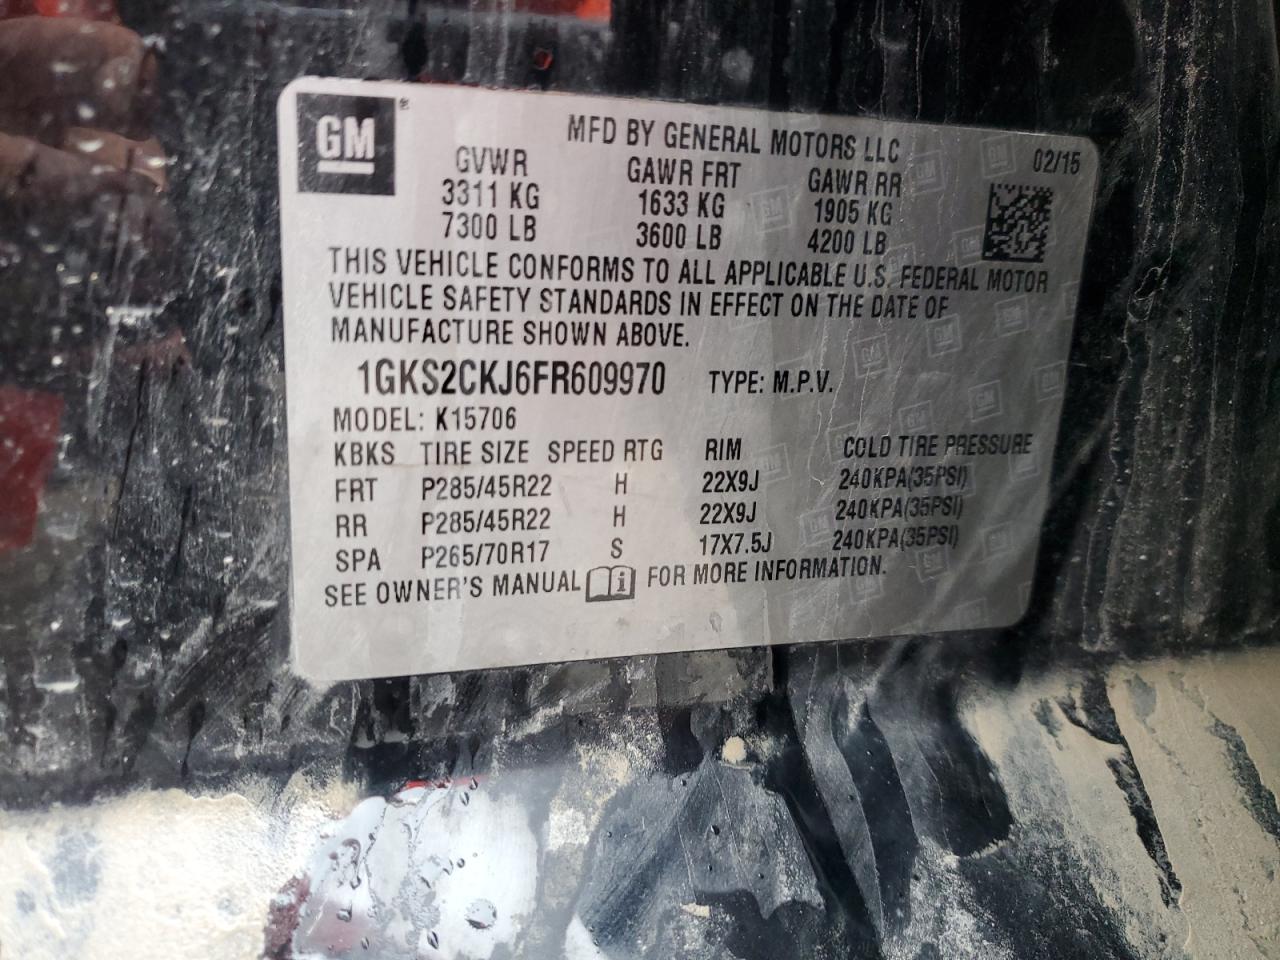 GM ®
MFD BY GENERAL MOTORS LLC
02/15
GVWR GAWR FRT GAWR RR
3311 KG 1633 KG 1905 KG
7300 LB 3600 LB 4200 LB
THIS VEHICLE CONFORMS TO ALL APPLICABLE U.S. FEDERAL MOTOR
VEHICLE SAFETY STANDARDS IN EFFECT ON THE DATE OF
MANUFACTURE SHOWN ABOVE.
1GKS2CKJ6FR609970 TYPE: M.P.V.
MODEL: K15706
KBKS TIRE SIZE SPEED RTG RIM COLD TIRE PRESSURE
FRT P285/45R22 H 22X9J 240KPA(35PSI)
RR P285/45R22 H 22X9J 240KPA(35PSI)
SPA P265/70R17 S 17X7.5J 240KPA(35PSI)
SEE OWNER'S MANUAL i FOR MORE INFORMATION.